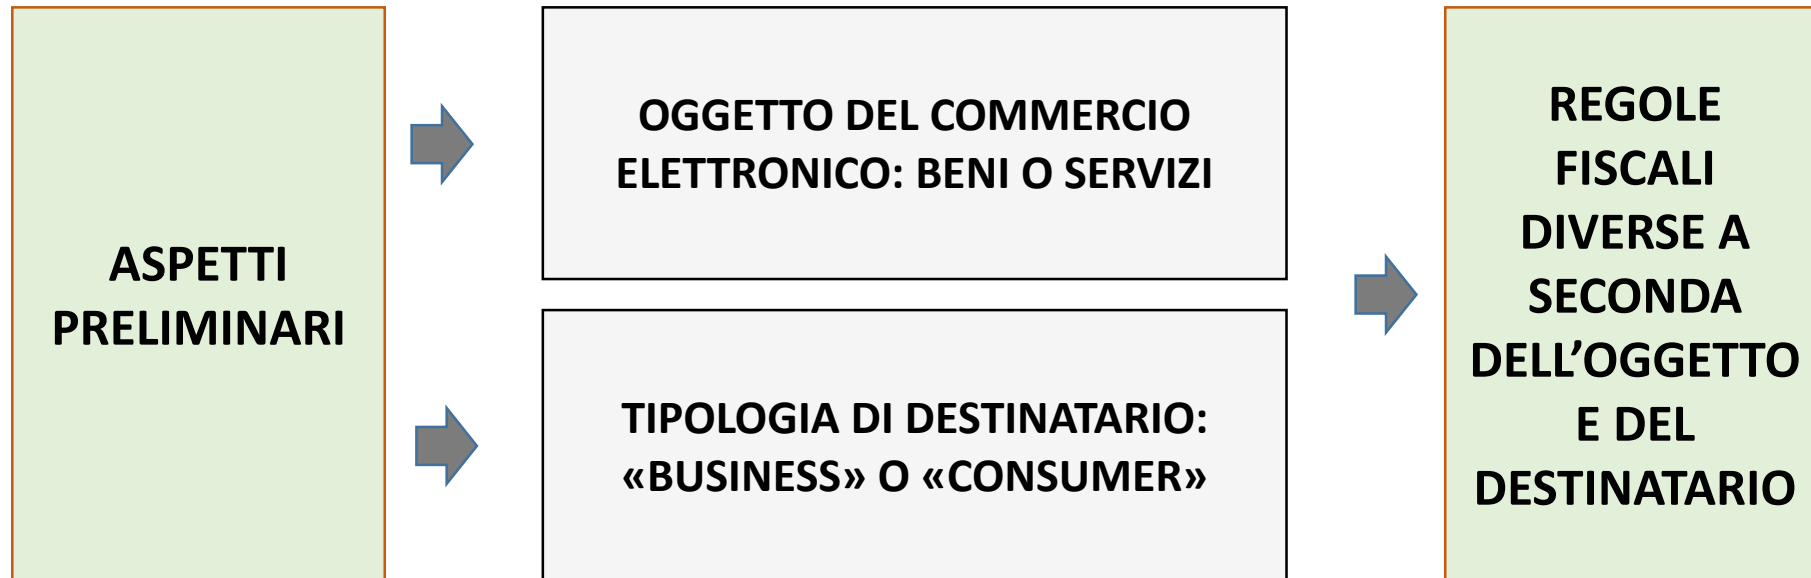 ASPETTI
PRELIMINARI
OGGETTO DEL COMMERCIO
ELETTRONICO: BENI O SERVIZI
TIPOLOGIA DI DESTINATARIO:
«BUSINESS» O «CONSUMER»
REGOLE
FISCALI
DIVERSE A
SECONDA
DELL’OGGETTO
E DEL
DESTINATARIO